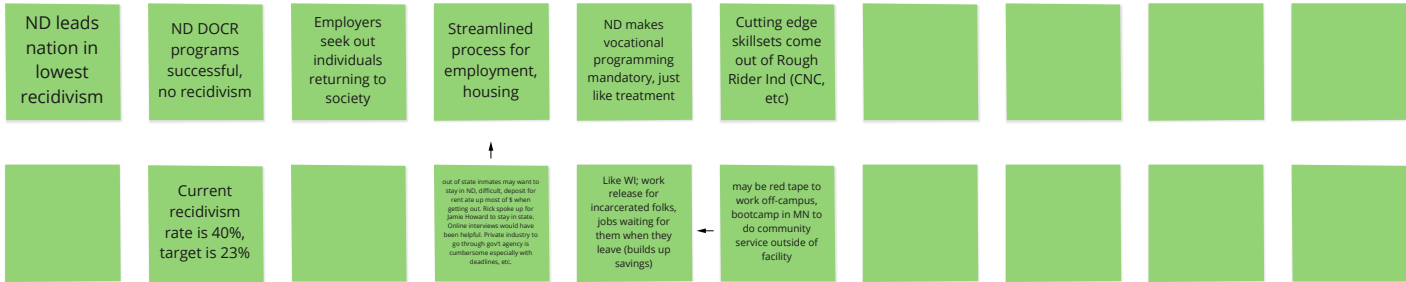 ND leads
nation in
lowest
recidivism
ND DOCR
programs
successful,
no recidivism
Employers
seek out
individuals
returning to
society
Streamlined
process for
employment,
housing
ND makes
vocational
programming
mandatory, just
like treatment
Cutting edge
skillsets come
out of Rough
Rider Ind (CNC,
etc)
Current
recidivism
rate is 40%,
target is 23%
out of state inmates may want to
stay in ND, difficult, deposit for
rent ate up most of $ when
getting out. Rick spoke up for
Jamie Howard to stay in state.
Online interviews would have
been helpful. Private industry to
go through gov't agency is
cumbersome especially with
deadlines, etc.
Like WI; work
release for
incarcerated folks,
jobs waiting for
them when they
leave (builds up
savings)
may be red tape to
work off-campus,
bootcamp in MN to
do community
service outside of
facility